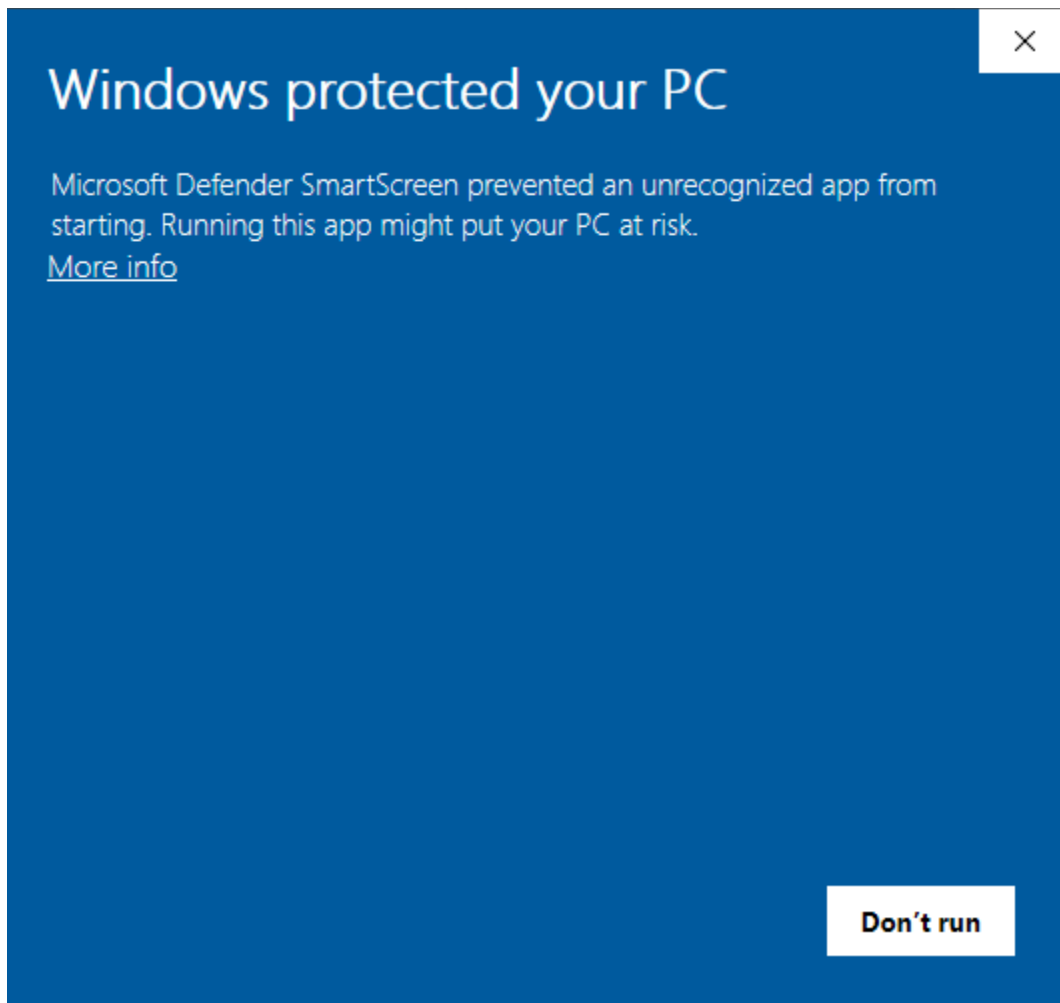 Windows protected your PC
Microsoft Defender SmartScreen prevented an unrecognized app from
starting. Running this app might put your PC at risk.
More info
Don’t run